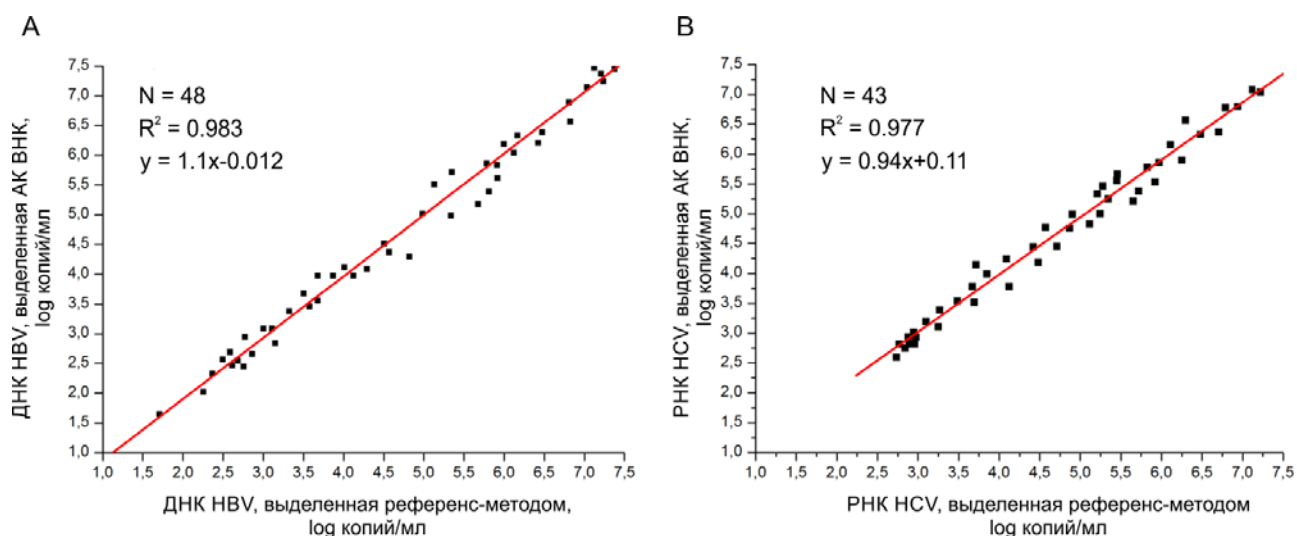 A
ДНК HBV, выделенная АК ВНК,
log копий/мл
7,5
7,0
6,5
6,0
5,5
5,0
4,5
4,0
3,5
3,0
2,5
2,0
1,5
1,0
N = 48
R² = 0.983
y = 1.1x-0.012
1,0 1,5 2,0 2,5 3,0 3,5 4,0 4,5 5,0 5,5 6,0 6,5 7,0 7,5
ДНК HBV, выделенная референс-методом,
log копий/мл
B
РНК HCV, выделенная АК ВНК,
log копий/мл
7,5
7,0
6,5
6,0
5,5
5,0
4,5
4,0
3,5
3,0
2,5
2,0
1,5
1,0
N = 43
R² = 0.977
y = 0.94x+0.11
1,0 1,5 2,0 2,5 3,0 3,5 4,0 4,5 5,0 5,5 6,0 6,5 7,0 7,5
РНК HCV, выделенная референс-методом
log копий/мл